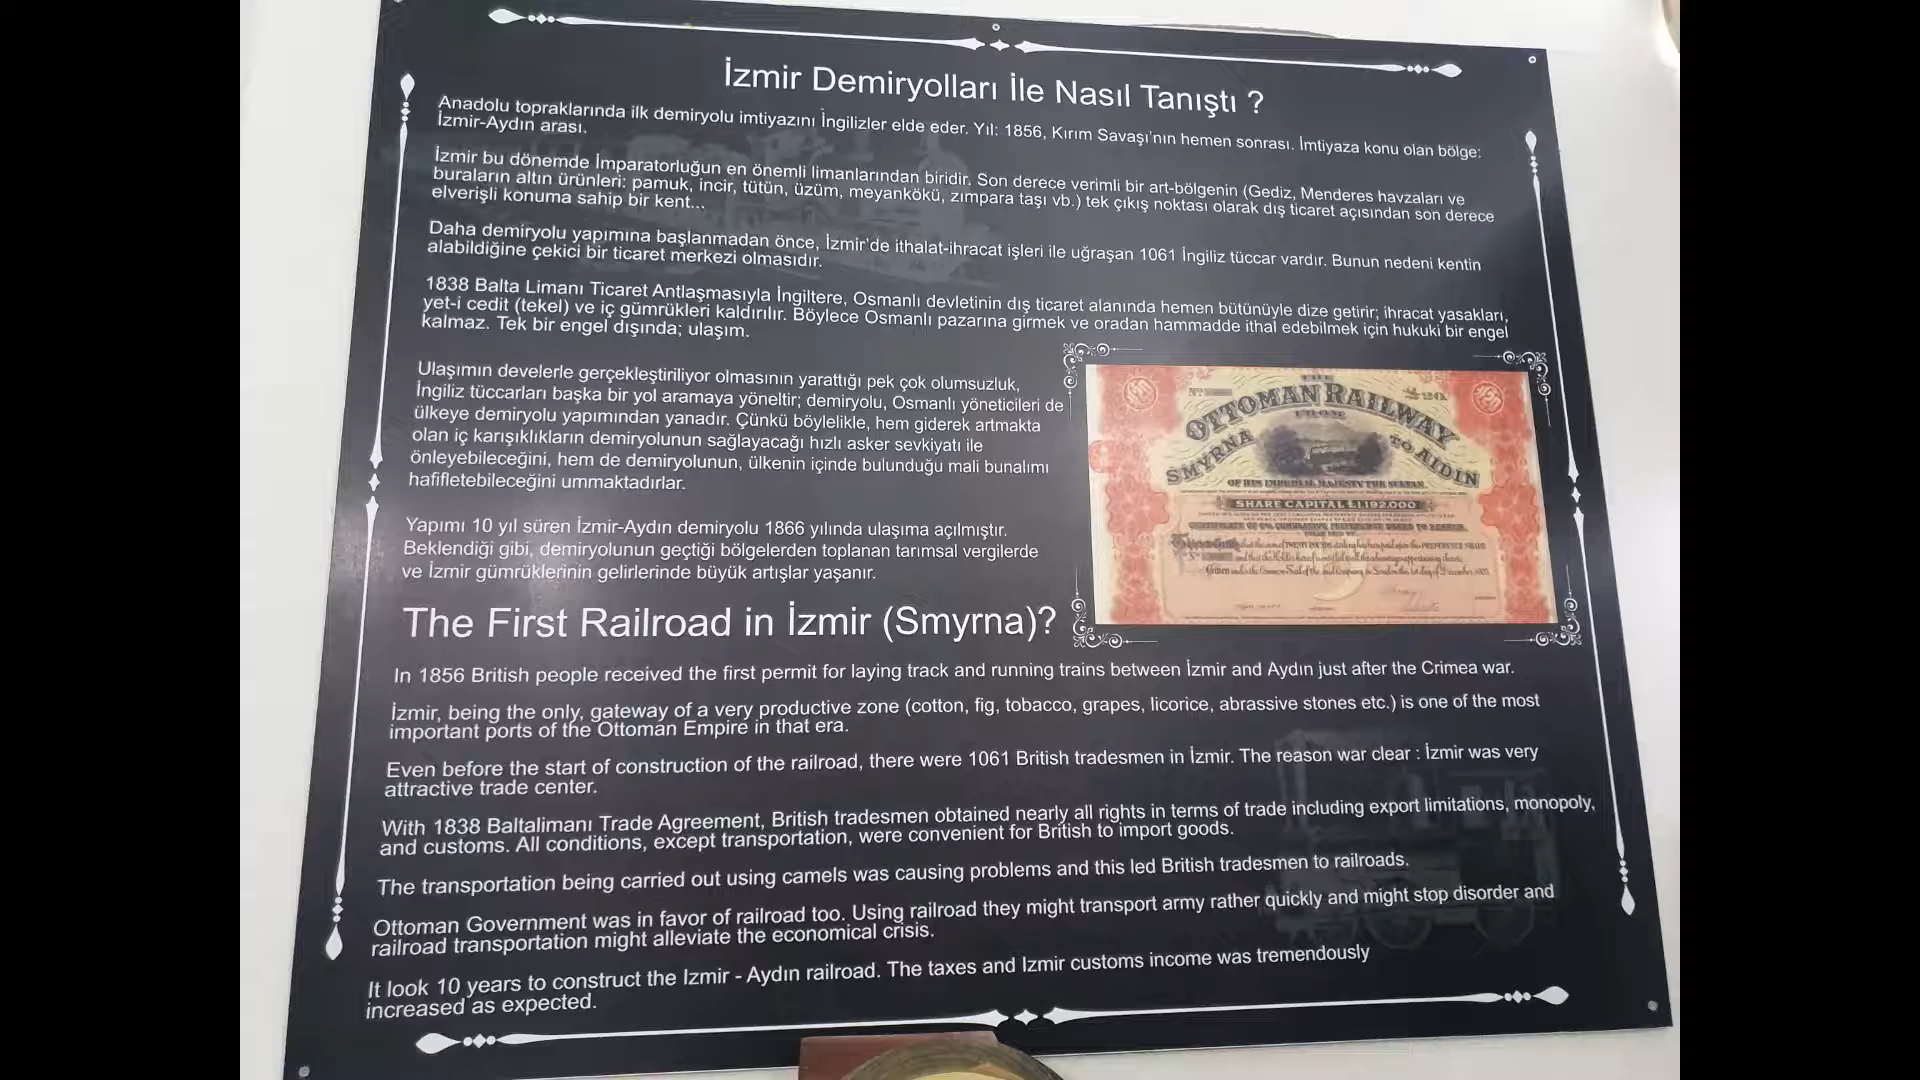 İzmir Demiryolları İle Nasıl Tanıştı ?
Anadolu topraklarında ilk demiryolu imtiyazını İngilizler elde eder. Yıl: 1856, Kırım Savaşı'nın hemen sonrası. İmtiyaza konu olan bölge:
İzmir-Aydın arası.
İzmir bu dönemde İmparatorluğun en önemli limanlarından biridir. Son derece verimli bir art-bölgenin (Gediz, Menderes havzaları ve
buraların altın ürünleri: pamuk, incir, tütün, üzüm, meyankökü, zımpara taşı vb.) tek çıkış noktası olarak dış ticaret açısından son derece
elverişli konuma sahip bir kent...
Daha demiryolu yapımına başlanmadan önce, İzmir'de ithalat-ihracat işleri ile uğraşan 1061 İngiliz tüccar vardır. Bunun nedeni kentin
alabildiğine çekici bir ticaret merkezi olmasıdır.
1838 Balta Limanı Ticaret Antlaşmasıyla İngiltere, Osmanlı devletinin dış ticaret alanında hemen bütünüyle dize getirir; ihracat yasakları,
yet-i cedit (tekel) ve iç gümrükleri kaldırılır. Böylece Osmanlı pazarına girmek ve oradan hammadde ithal edebilmek için hukuki bir engel
kalmaz. Tek bir engel dışında; ulaşım.
Ulaşımın develerle gerçekleştiriliyor olmasının yarattığı pek çok olumsuzluk,
İngiliz tüccarları başka bir yol aramaya yöneltir; demiryolu, Osmanlı yöneticileri de
ülkeye demiryolu yapımından yanadır. Çünkü böylelikle, hem giderek artmakta
olan iç karışıklıkların demiryolunun sağlayacağı hızlı asker sevkiyatı ile
önleyebileceğini, hem de demiryolunun, ülkenin içinde bulunduğu mali bunalımı
hafifletebileceğini ummaktadırlar.
Yapımı 10 yıl süren İzmir-Aydın demiryolu 1866 yılında ulaşıma açılmıştır.
Beklendiği gibi, demiryolunun geçtiği bölgelerden toplanan tarımsal vergilerde
ve İzmir gümrüklerinin gelirlerinde büyük artışlar yaşanır.
THE
OTTOMAN RAILWAY
FROM
SMYRNA TO AIDIN
OF HIS IMPERIAL MAJESTY THE SULTAN.
SHARE CAPITAL £1,192,000
The First Railroad in İzmir (Smyrna)?
In 1856 British people received the first permit for laying track and running trains between İzmir and Aydın just after the Crimea war.
İzmir, being the only, gateway of a very productive zone (cotton, fig, tobacco, grapes, licorice, abrassive stones etc.) is one of the most
important ports of the Ottoman Empire in that era.
Even before the start of construction of the railroad, there were 1061 British tradesmen in İzmir. The reason war clear : İzmir was very
attractive trade center.
With 1838 Baltalimanı Trade Agreement, British tradesmen obtained nearly all rights in terms of trade including export limitations, monopoly,
and customs. All conditions, except transportation, were convenient for British to import goods.
The transportation being carried out using camels was causing problems and this led British tradesmen to railroads.
Ottoman Government was in favor of railroad too. Using railroad they might transport army rather quickly and might stop disorder and
railroad transportation might alleviate the economical crisis.
It look 10 years to construct the Izmir - Aydın railroad. The taxes and Izmir customs income was tremendously
increased as expected.